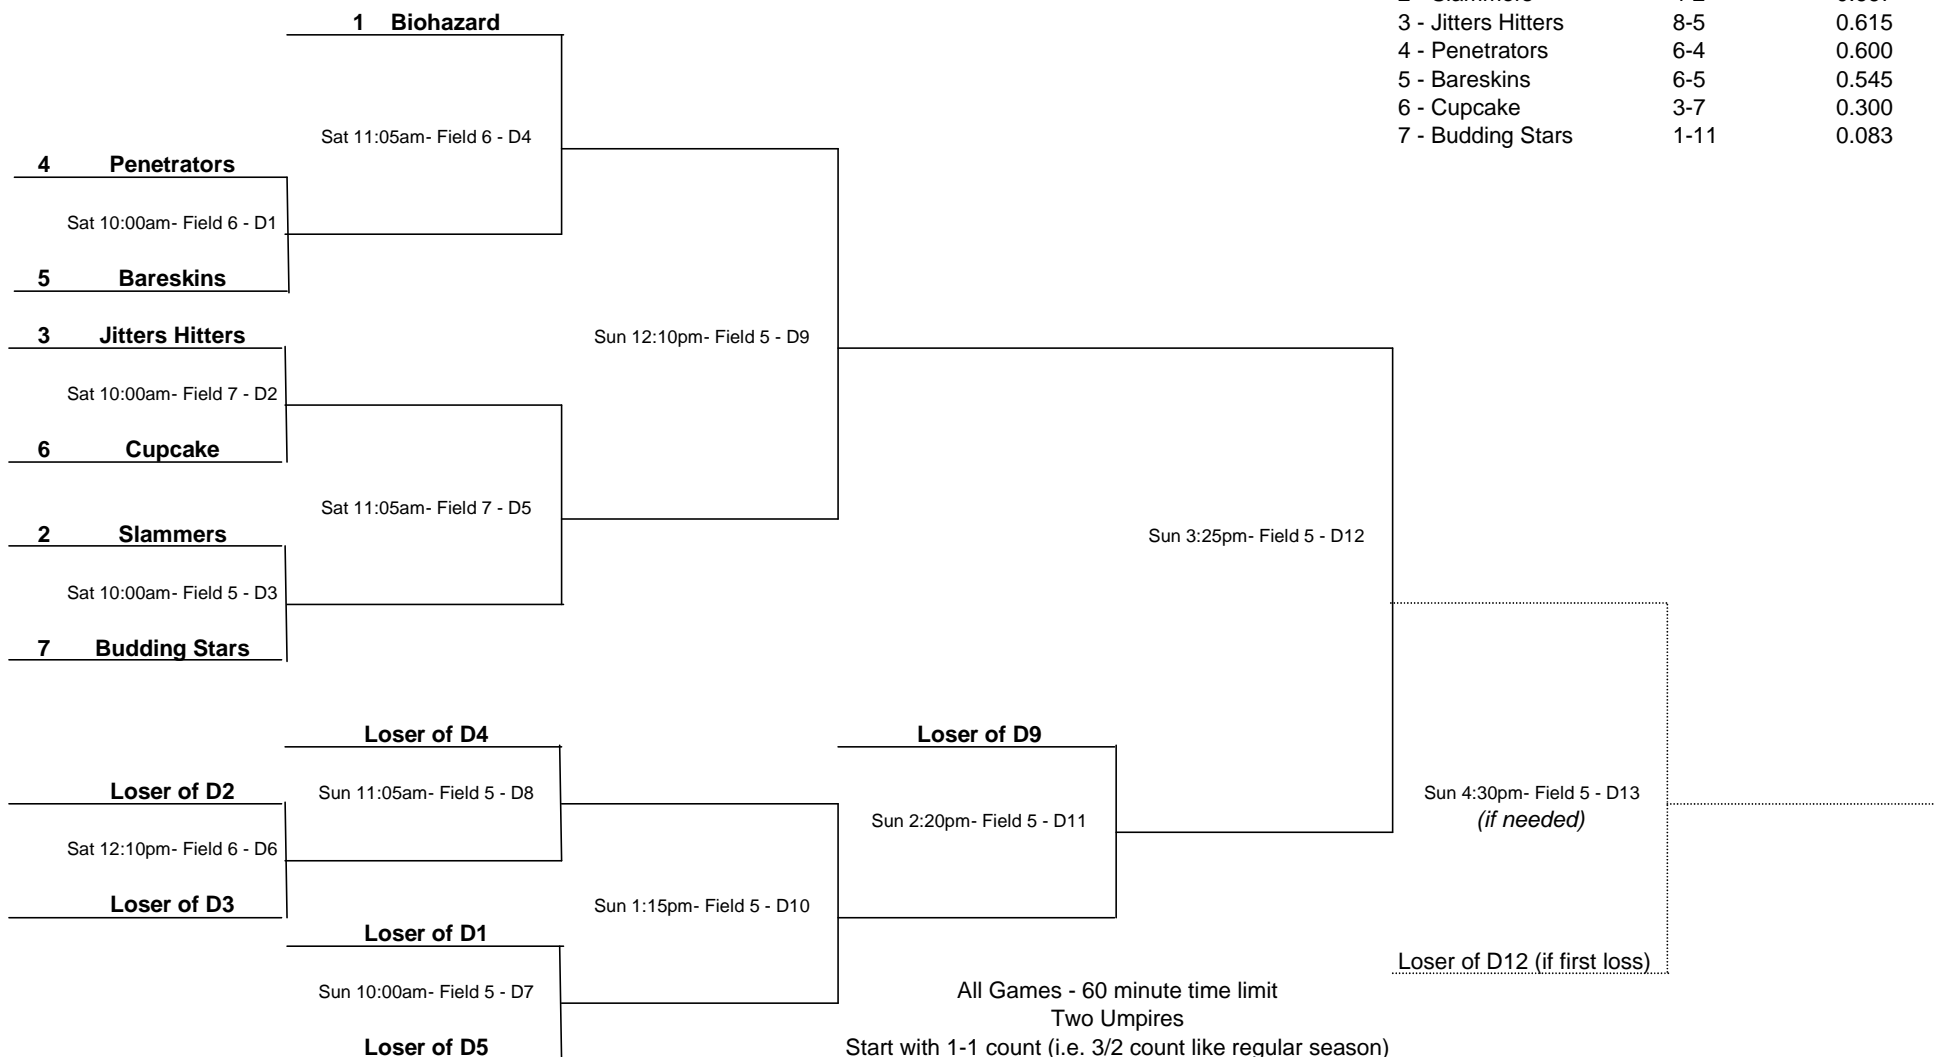 3 - Jitters Hitters 8-5 0.615
1 Biohazard
4 - Penetrators 6-4 0.600
5 - Bareskins 6-5 0.545
6 - Cupcake 3-7 0.300
7 - Budding Stars 1-11 0.083
Sat 11:05am- Field 6 - D4
4 Penetrators
Sat 10:00am- Field 6 - D1
5 Bareskins
3 Jitters Hitters
Sun 12:10pm- Field 5 - D9
Sat 10:00am- Field 7 - D2
6 Cupcake
Sat 11:05am- Field 7 - D5
2 Slammers
Sun 3:25pm- Field 5 - D12
Sat 10:00am- Field 5 - D3
7 Budding Stars
Loser of D4
Loser of D9
Loser of D2
Sun 11:05am- Field 5 - D8
Sun 4:30pm- Field 5 - D13
(if needed)
Sun 2:20pm- Field 5 - D11
Sat 12:10pm- Field 6 - D6
Loser of D3
Sun 1:15pm- Field 5 - D10
Loser of D1
Loser of D12 (if first loss)
Sun 10:00am- Field 5 - D7
All Games - 60 minute time limit
Two Umpires
Loser of D5
Start with 1-1 count (i.e. 3/2 count like regular season)